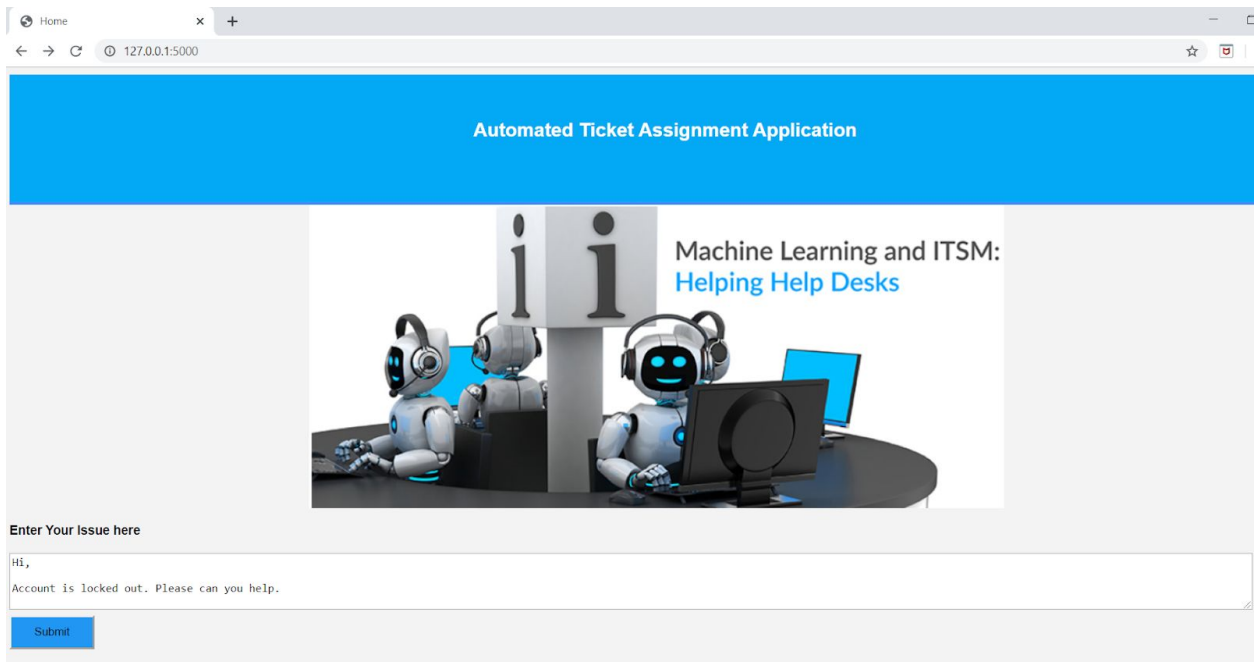 Home
127.0.0.1:5000
Automated Ticket Assignment Application
i i
Machine Learning and ITSM:
Helping Help Desks
Enter Your Issue here
Hi,
Account is locked out. Please can you help.
Submit